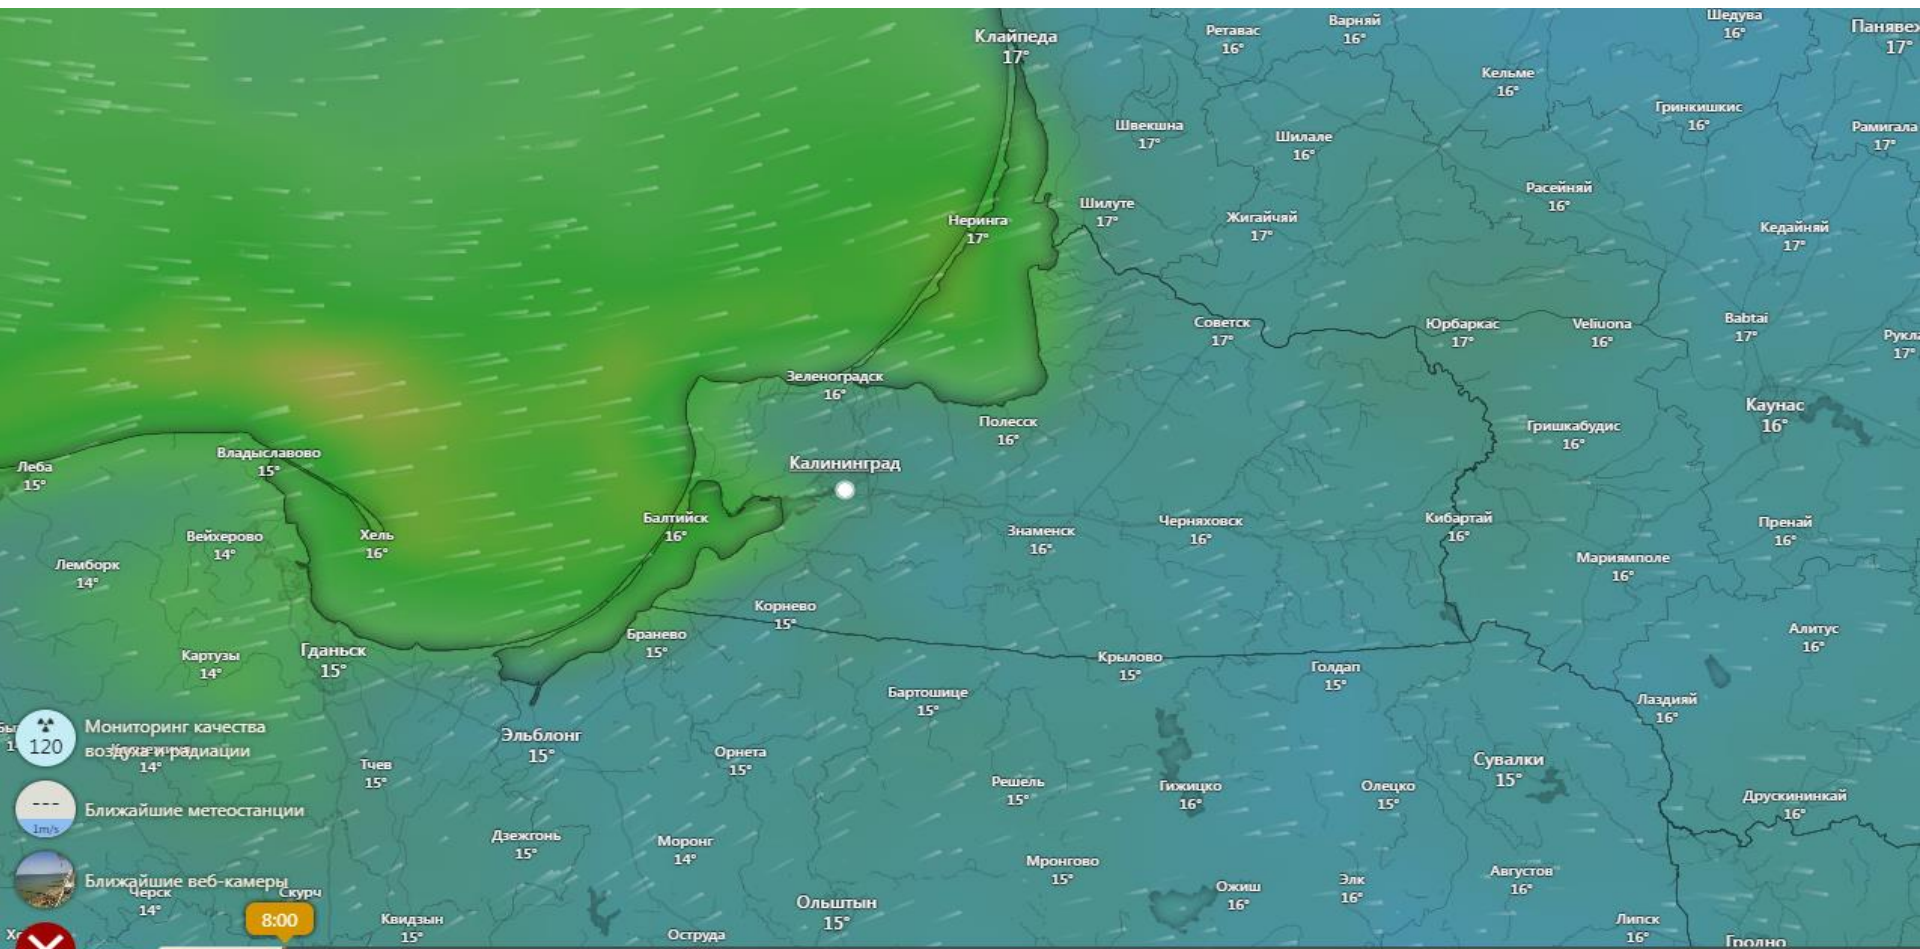 Шедува
16°
Варняй
16°
Ретавас
16°
Клайпеда
17°
17°
Кельме
16°
Гринкишкис
16°
Швекшна
17°
Шилале
16°
Рамигала
17°
Расейняй
16°
Шилуте
17°
Жигайчяй
17°
Неринга
17°
Кедайняй
17°
Советск
17°
Юрбаркас
17°
Veliuona
16°
Babtai
17°
17°
Зеленоградск
16°
Каунас
16°
Полесск
16°
Гришкабудис
16°
Владыславово
15°
Леба
15°
Калининград
Балтийск
16°
Знаменск
16°
Черняховск
16°
Кибартай
16°
Пренай
16°
Вейхерово
14°
Хель
16°
Лемборк
14°
Мариямполе
16°
Корнево
15°
Бранево
15°
Алитус
16°
Картузы
14°
Гданьск
15°
Крылово
15°
Голдап
15°
Бартошице
15°
Лаздияй
16°
120
Мониторинг качества
воздуха и радиации
14°
Эльблонг
15°
Орнета
15°
Тчев
15°
Сувалки
15°
Решель
15°
Гижицко
16°
Олецко
15°
Друскининкай
16°
---
1m/s
Ближайшие метеостанции
Дзежгонь
15°
Моронг
14°
Мронгово
15°
Августов
16°
Ближайшие веб-камеры
Черск
14°
Скурч
Ожиш
16°
Элк
16°
Ольштын
15°
8:00
Квидзын
15°
Оструда
Липск
16°
Гродно